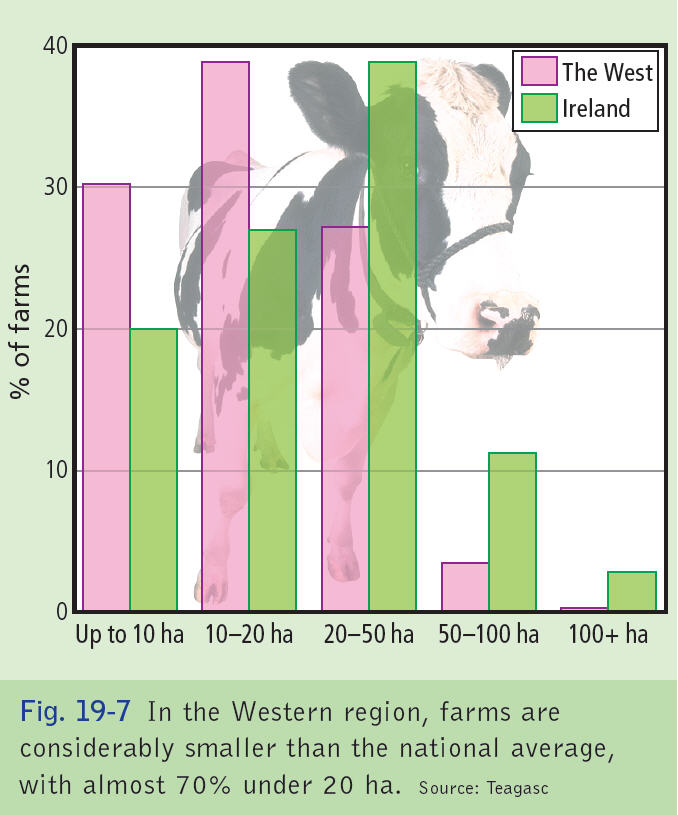 40
30
20
10
0
% of farms
The West
Ireland
Up to 10 ha
10–20 ha
20–50 ha
50–100 ha
100+ ha
Fig. 19-7 In the Western region, farms are
considerably smaller than the national average,
with almost 70% under 20 ha. Source: Teagasc